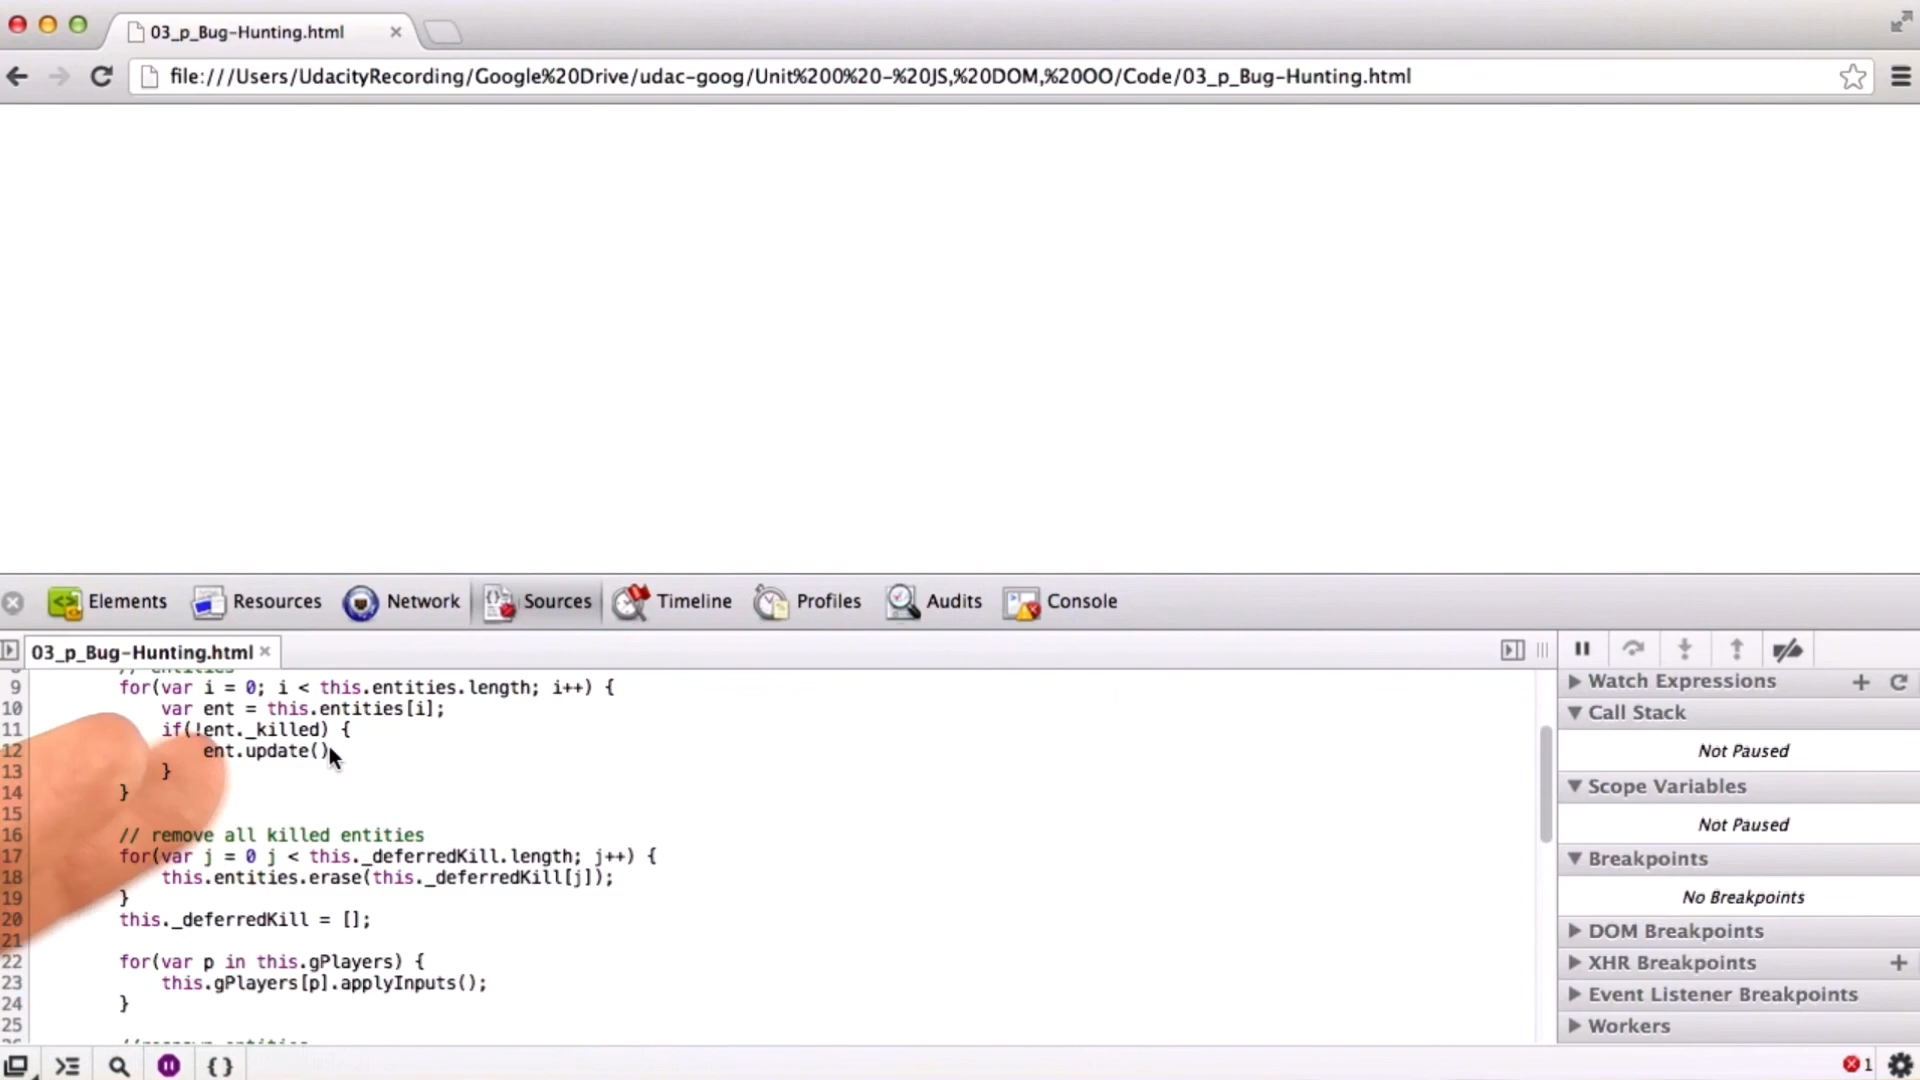 03_p_Bug-Hunting.html
file:///Users/UdacityRecording/Google%20Drive/udac-goog/Unit%200%20-%20JS,%20DOM,%20OO/Code/03_p_Bug-Hunting.html
Elements Resources Network Sources Timeline Profiles Audits Console
03_p_Bug-Hunting.html
9 for(var i = 0; i < this.entities.length; i++) {
10 var ent = this.entities[i];
11 if(!ent._killed) {
12 ent.update()
13 }
14 }
15
16 // remove all killed entities
17 for(var j = 0 j < this._deferredKill.length; j++) {
18 this.entities.erase(this._deferredKill[j]);
19 }
20 this._deferredKill = [];
21
22 for(var p in this.gPlayers) {
23 this.gPlayers[p].applyInputs();
24 }
25
Watch Expressions
Call Stack
Not Paused
Scope Variables
Not Paused
Breakpoints
No Breakpoints
DOM Breakpoints
XHR Breakpoints
Event Listener Breakpoints
Workers
1